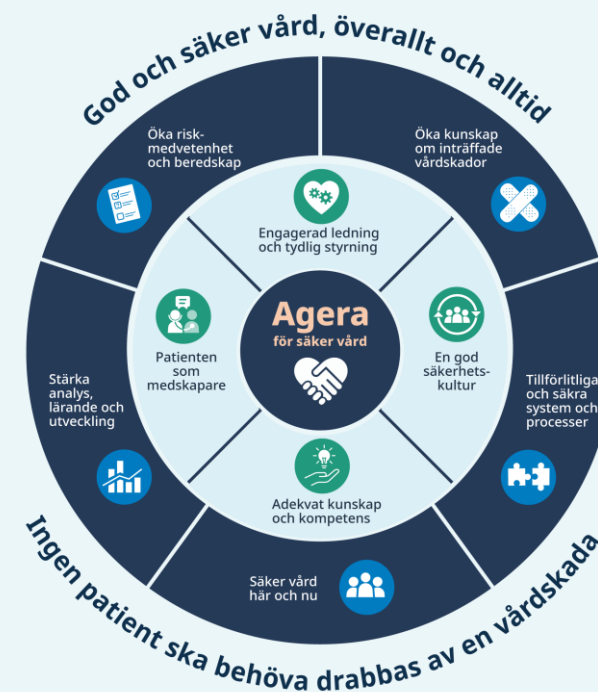 God och säker vård, överallt och alltid
Öka risk-
medvetenhet
och beredskap
Öka kunskap
om inträffade
vårdskador
Engagerad ledning
och tydlig styrning
Agera
för säker vård
Patienten
som
medskapare
En god
säkerhets-
kultur
Stärka
analys,
lärande och
utveckling
Tillförlitliga
och säkra
system och
processer
Adekvat kunskap
och kompetens
Säker vård
här och nu
Ingen patient ska behöva drabbas av en vårdskada